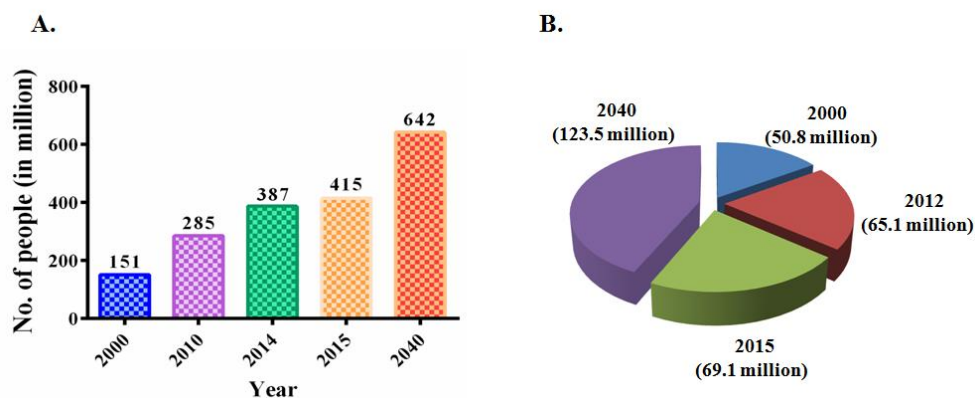 A.
No. of people (in million)
800
600
400
200
0
151
285
387
415
642
2000
2010
2014
2015
2040
Year
B.
2040
(123.5 million)
2000
(50.8 million)
2012
(65.1 million)
2015
(69.1 million)